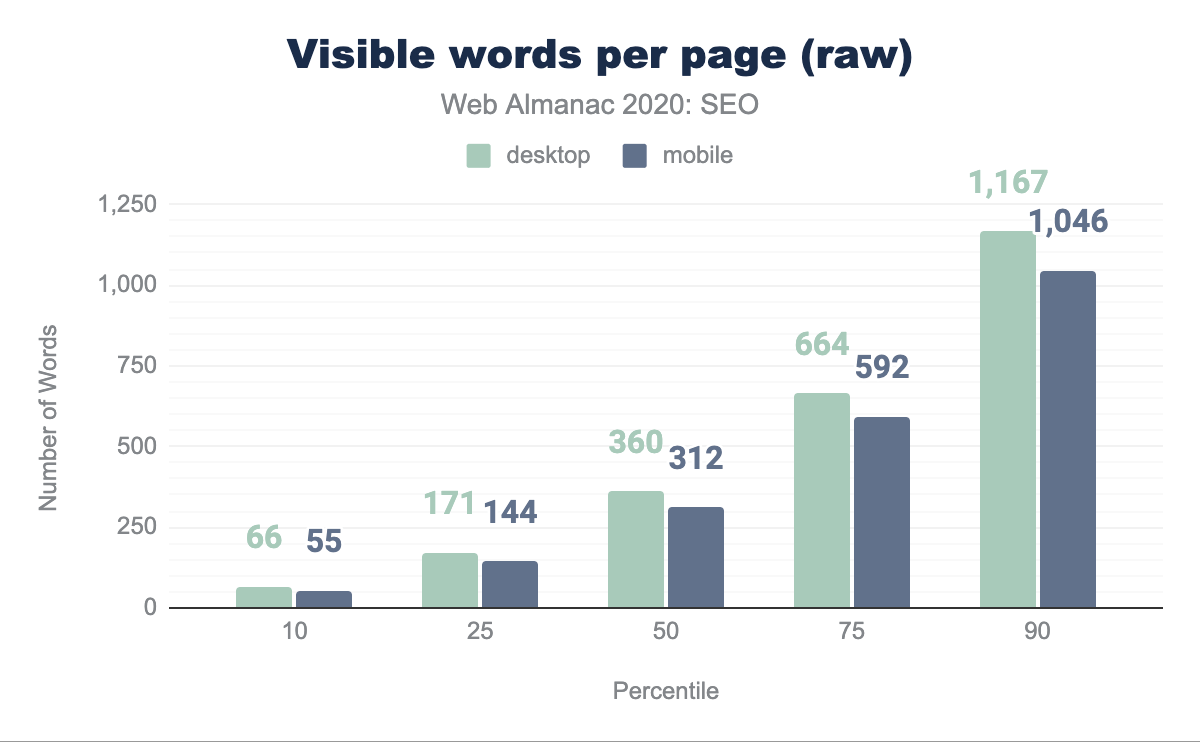 Visible words per page (raw)
Web Almanac 2020: SEO
desktop mobile
1,167
1,250
1,046
1,000
664
750
592
Number of Words
360
500
312
171
144
250
66
55
0
10 25 50 75 90
Percentile